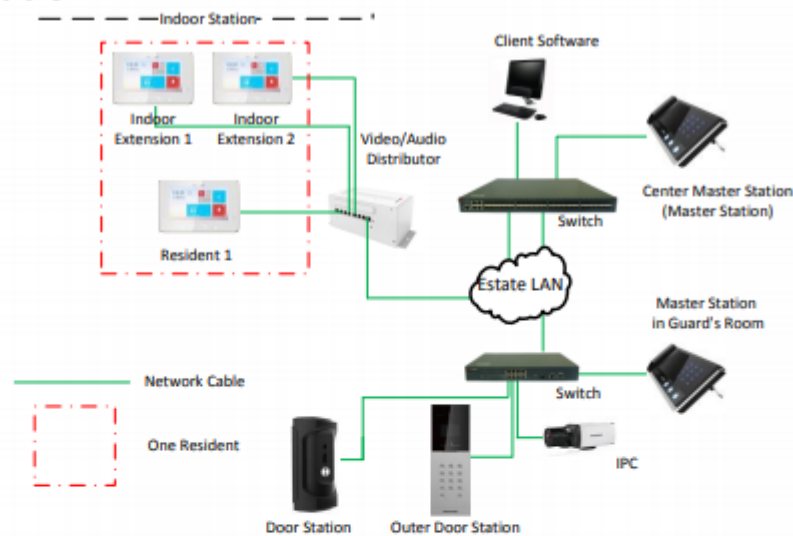 Indoor Station
Client Software
Indoor
Extension 1
Indoor
Extension 2
Video/Audio
Distributor
Center Master Station
(Master Station)
Switch
Resident 1
Estate LAN
Master Station
in Guard's Room
Network Cable
Switch
One Resident
IPC
Door Station
Outer Door Station